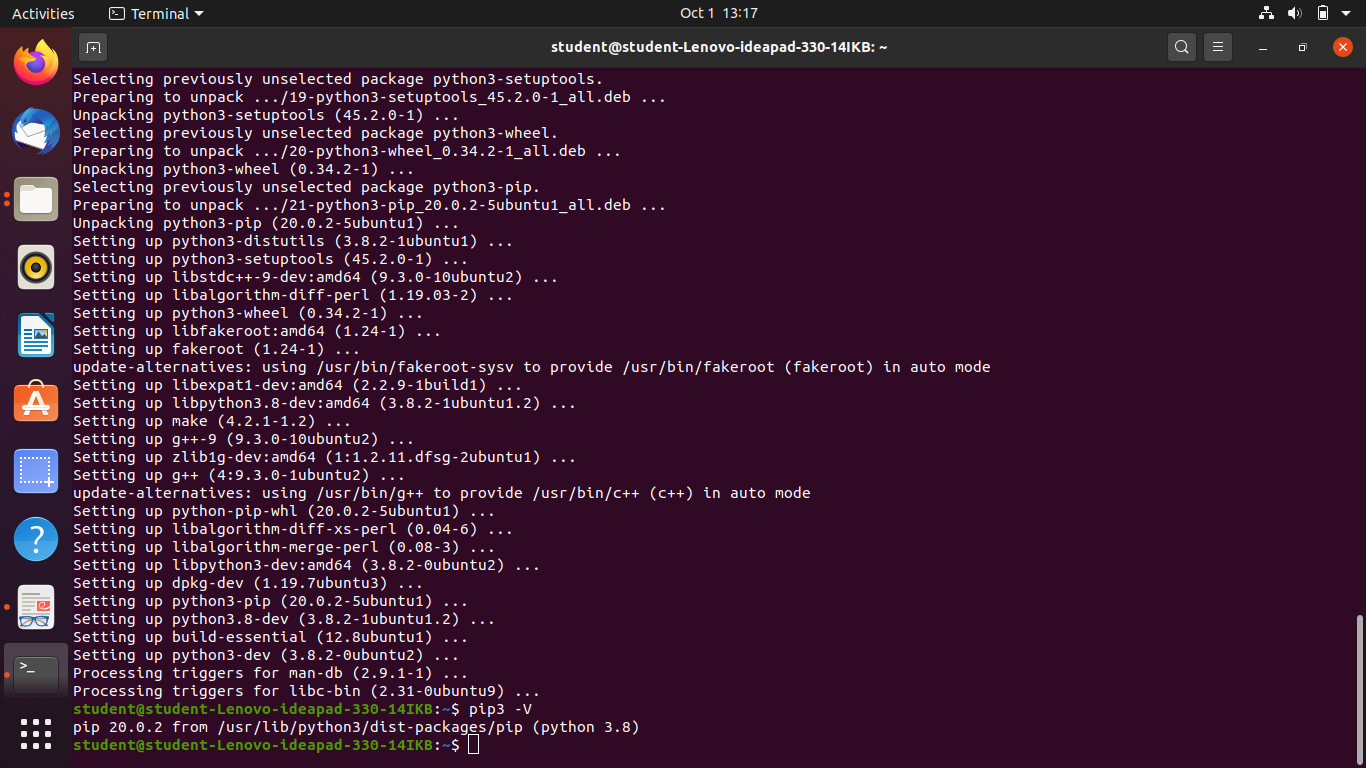 Activities Terminal Oct 1 13:17
student@student-Lenovo-ideapad-330-14IKB: ~
Selecting previously unselected package python3-setuptools.
Preparing to unpack .../19-python3-setuptools_45.2.0-1_all.deb ...
Unpacking python3-setuptools (45.2.0-1) ...
Selecting previously unselected package python3-wheel.
Preparing to unpack .../20-python3-wheel_0.34.2-1_all.deb ...
Unpacking python3-wheel (0.34.2-1) ...
Selecting previously unselected package python3-pip.
Preparing to unpack .../21-python3-pip_20.0.2-5ubuntu1_all.deb ...
Unpacking python3-pip (20.0.2-5ubuntu1) ...
Setting up python3-distutils (3.8.2-1ubuntu1) ...
Setting up python3-setuptools (45.2.0-1) ...
Setting up libstdc++-9-dev:amd64 (9.3.0-10ubuntu2) ...
Setting up libalgorithm-diff-perl (1.19.03-2) ...
Setting up python3-wheel (0.34.2-1) ...
Setting up libfakeroot:amd64 (1.24-1) ...
Setting up fakeroot (1.24-1) ...
update-alternatives: using /usr/bin/fakeroot-sysv to provide /usr/bin/fakeroot (fakeroot) in auto mode
Setting up libexpat1-dev:amd64 (2.2.9-1build1) ...
Setting up libpython3.8-dev:amd64 (3.8.2-1ubuntu1.2) ...
Setting up make (4.2.1-1.2) ...
Setting up g++-9 (9.3.0-10ubuntu2) ...
Setting up zlib1g-dev:amd64 (1:1.2.11.dfsg-2ubuntu1) ...
Setting up g++ (4:9.3.0-1ubuntu2) ...
update-alternatives: using /usr/bin/g++ to provide /usr/bin/c++ (c++) in auto mode
Setting up python-pip-whl (20.0.2-5ubuntu1) ...
Setting up libalgorithm-diff-xs-perl (0.04-6) ...
Setting up libalgorithm-merge-perl (0.08-3) ...
Setting up libpython3-dev:amd64 (3.8.2-0ubuntu2) ...
Setting up dpkg-dev (1.19.7ubuntu3) ...
Setting up python3-pip (20.0.2-5ubuntu1) ...
Setting up python3.8-dev (3.8.2-1ubuntu1.2) ...
Setting up build-essential (12.8ubuntu1) ...
Setting up python3-dev (3.8.2-0ubuntu2) ...
Processing triggers for man-db (2.9.1-1) ...
Processing triggers for libc-bin (2.31-0ubuntu9) ...
student@student-Lenovo-ideapad-330-14IKB:~$ pip3 -V
pip 20.0.2 from /usr/lib/python3/dist-packages/pip (python 3.8)
student@student-Lenovo-ideapad-330-14IKB:~$